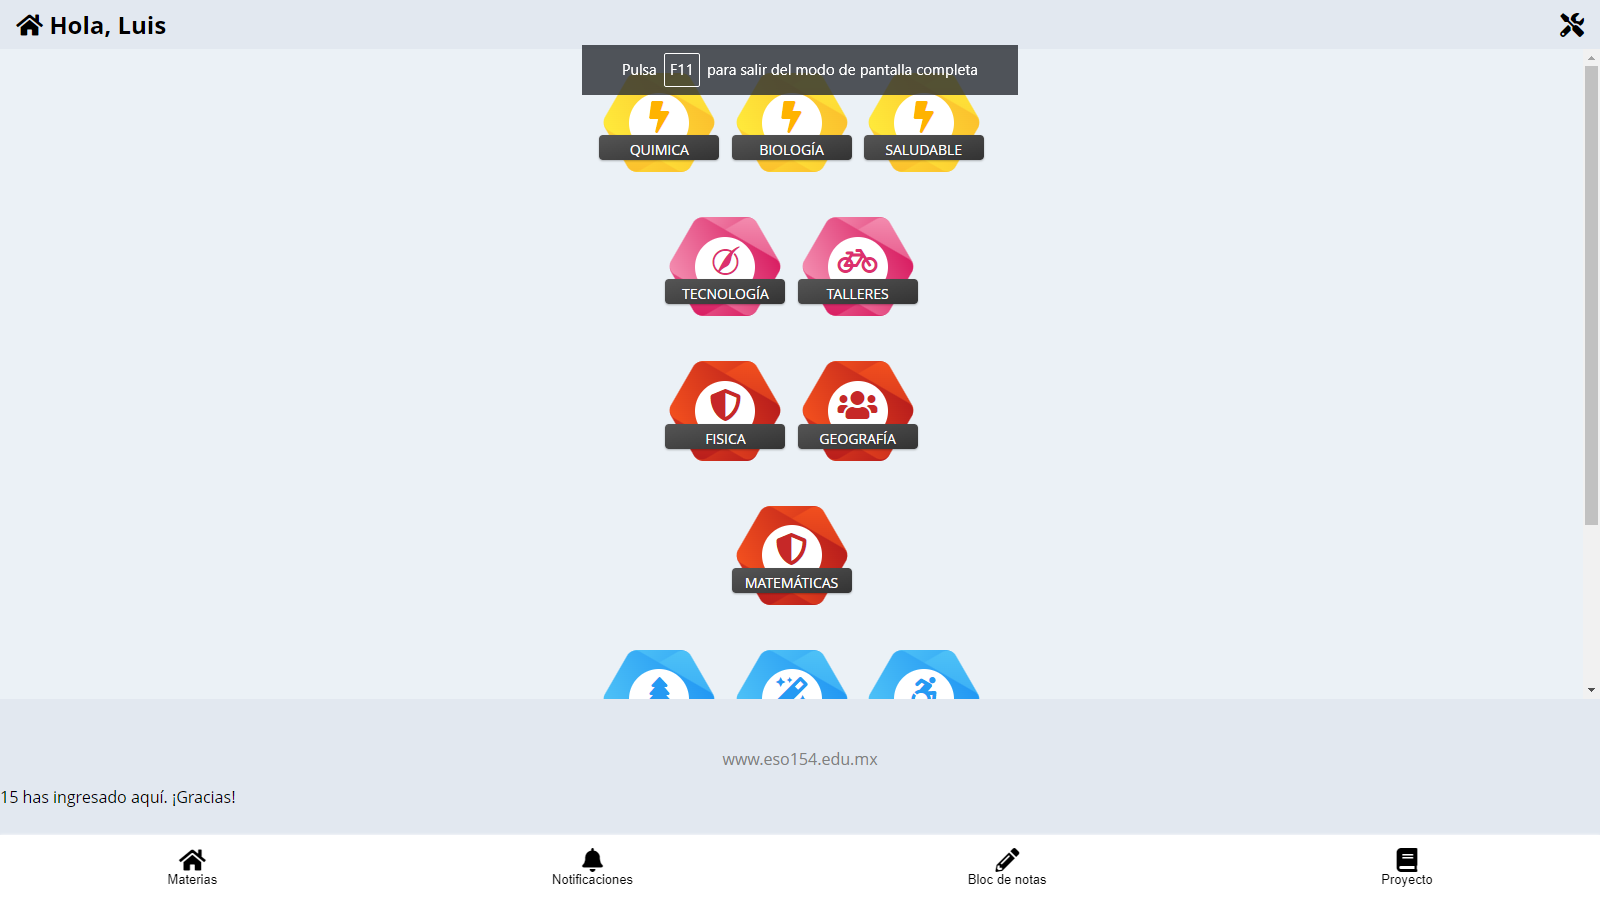 Hola, Luis
Pulsa F11 para salir del modo de pantalla completa
QUIMICA
BIOLOGÍA
SALUDABLE
TECNOLOGÍA
TALLERES
FISICA
GEOGRAFÍA
MATEMÁTICAS
www.eso154.edu.mx
15 has ingresado aquí. ¡Gracias!
Materias
Notificaciones
Bloc de notas
Proyecto